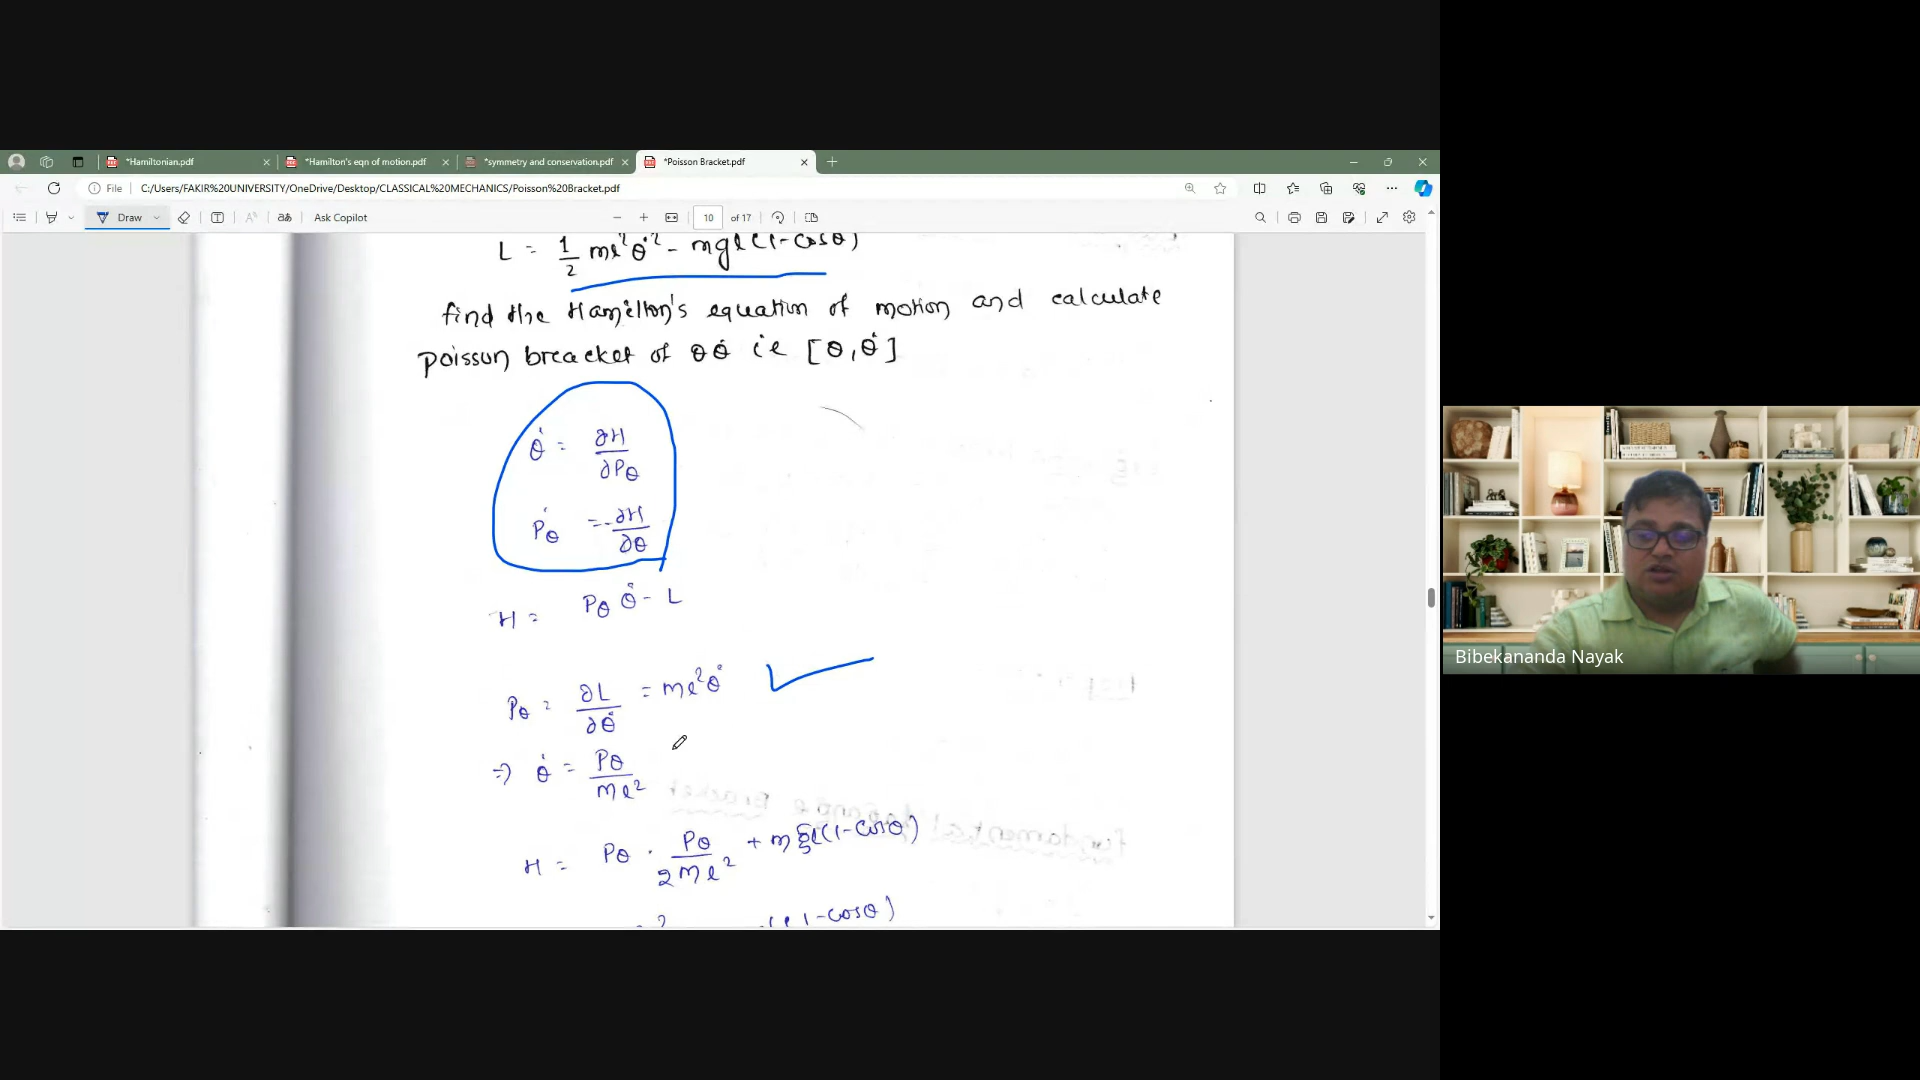 *Hamiltonian.pdf
*Hamilton's eqn of motion.pdf
*symmetry and conservation.pdf
*Poisson Bracket.pdf
File
C:/Users/FAKIR%20UNIVERSITY/OneDrive/Desktop/CLASSICAL%20MECHANICS/Poisson%20Bracket.pdf
Draw
Ask Copilot
10 of 17
L = 1/2 ml²θ̇² - mgl(1-cosθ)
find the Hamilton's equation of motion and calculate
poisson breacket of θ θ̇ ie [θ, θ̇]
θ̇ = ∂H/∂Pθ
Ṗθ = -∂H/∂θ
H = Pθ θ̇ - L
Pθ = ∂L/∂θ̇ = ml²θ̇
⇒ θ̇ = Pθ/ml²
H = Pθ · Pθ/2ml² + mgl(1-cosθ)
(1-cosθ)
Bibekananda Nayak